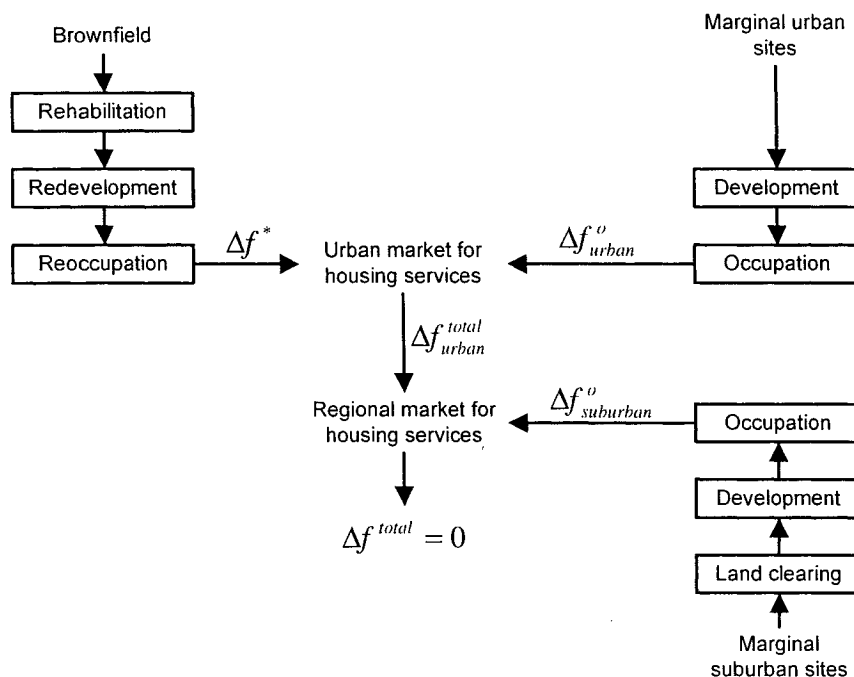 Brownfield
Rehabilitation
Redevelopment
Reoccupation
Δf*
Urban market for
housing services
Marginal urban
sites
Development
Occupation
Δf^o_urban
Δf^total_urban
Regional market for
housing services
Δf^o_suburban
Occupation
Development
Land clearing
Marginal
suburban sites
Δf^total = 0